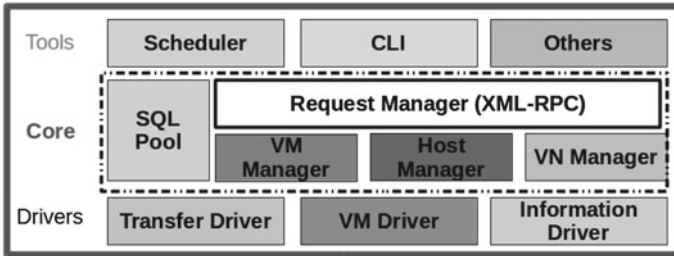 Tools
Scheduler
CLI
Others
Core
SQL
Pool
Request Manager (XML-RPC)
VM
Manager
Host
Manager
VN Manager
Drivers
Transfer Driver
VM Driver
Information
Driver